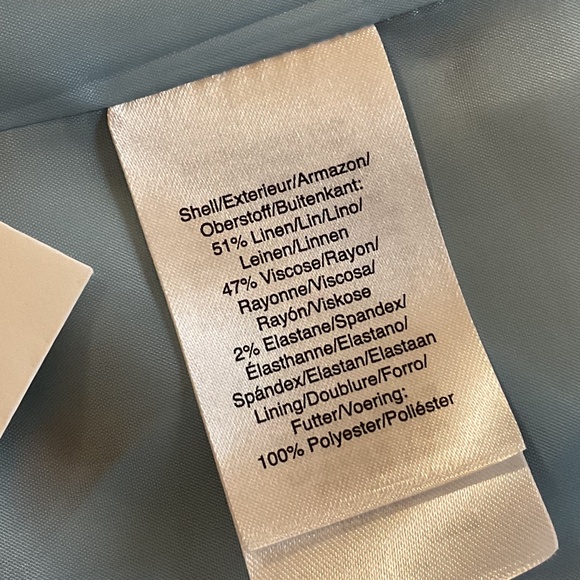 Shell/Exterieur/Armazon/
Oberstoff/Buitenkant:
51% Linen/Lin/Lino/
Leinen/Linnen
47% Viscose/Rayon/
Rayonne/Viscosa/
Rayón/Viskose
2% Elastane/Spandex/
Élasthanne/Elastano/
Spándex/Elastan/Elastaan
Lining/Doublure/Forro/
Futter/Voering:
100% Polyester/Poliéster